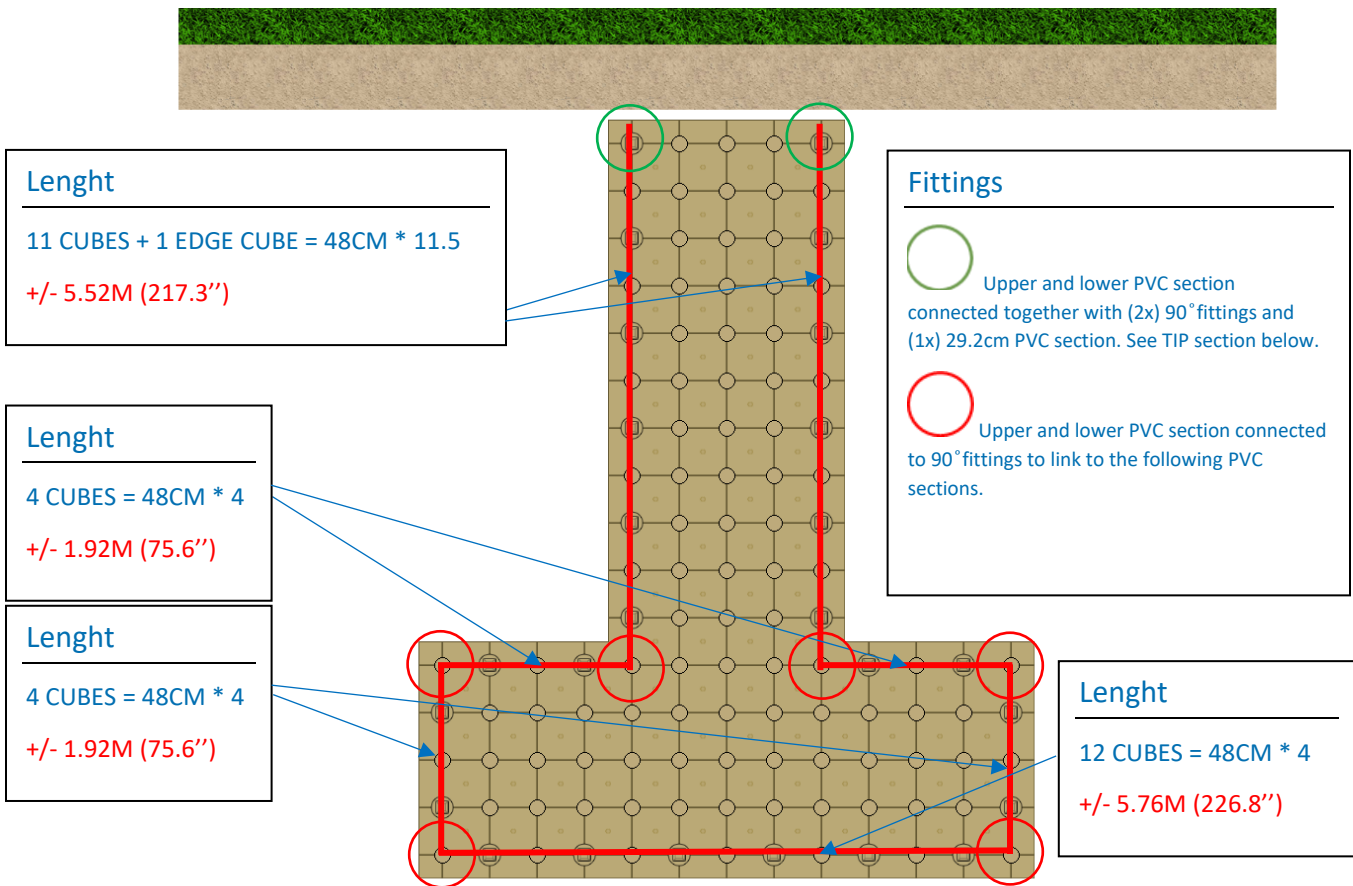 Lenght
11 CUBES + 1 EDGE CUBE = 48CM * 11.5
+/- 5.52M (217.3’’)
Lenght
4 CUBES = 48CM * 4
+/- 1.92M (75.6’’)
Lenght
4 CUBES = 48CM * 4
+/- 1.92M (75.6’’)
Fittings
Upper and lower PVC section
connected together with (2x) 90˚fittings and
(1x) 29.2cm PVC section. See TIP section below.
Upper and lower PVC section connected
to 90˚fittings to link to the following PVC
sections.
Lenght
12 CUBES = 48CM * 4
+/- 5.76M (226.8’’)